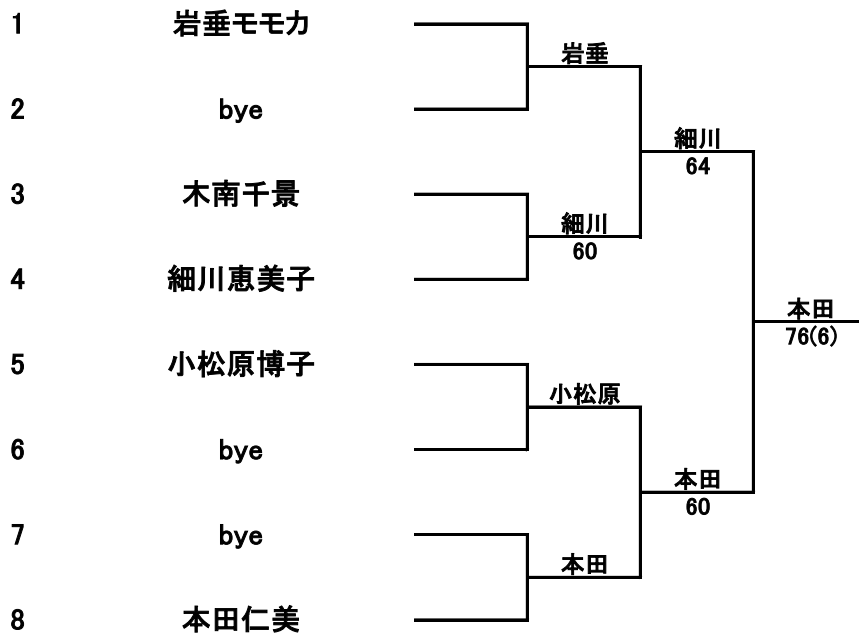 1 岩垂モモカ
岩垂
2 bye
細川
64
3 木南千景
細川
60
4 細川恵美子
本田
76(6)
5 小松原博子
小松原
6 bye
本田
60
7 bye
本田
8 本田仁美